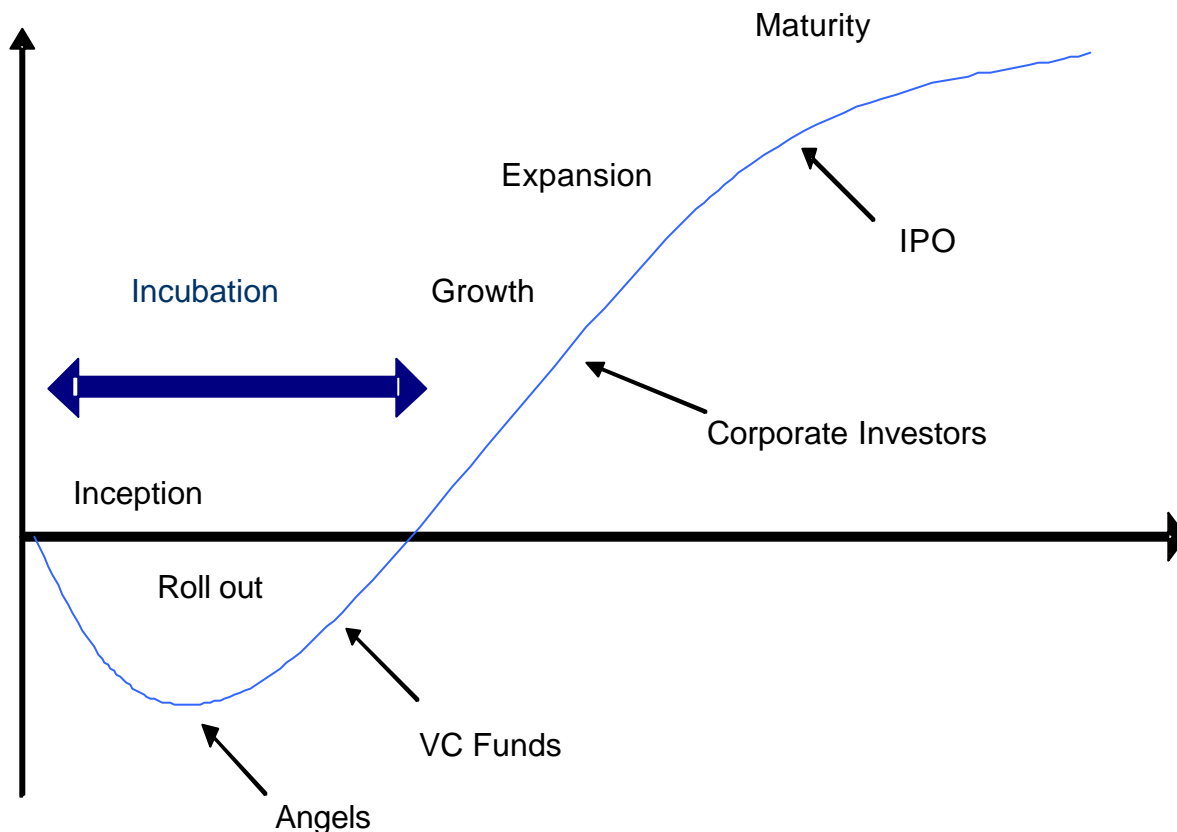 Maturity
Expansion
IPO
Incubation
Growth
Corporate Investors
Inception
Roll out
VC Funds
Angels